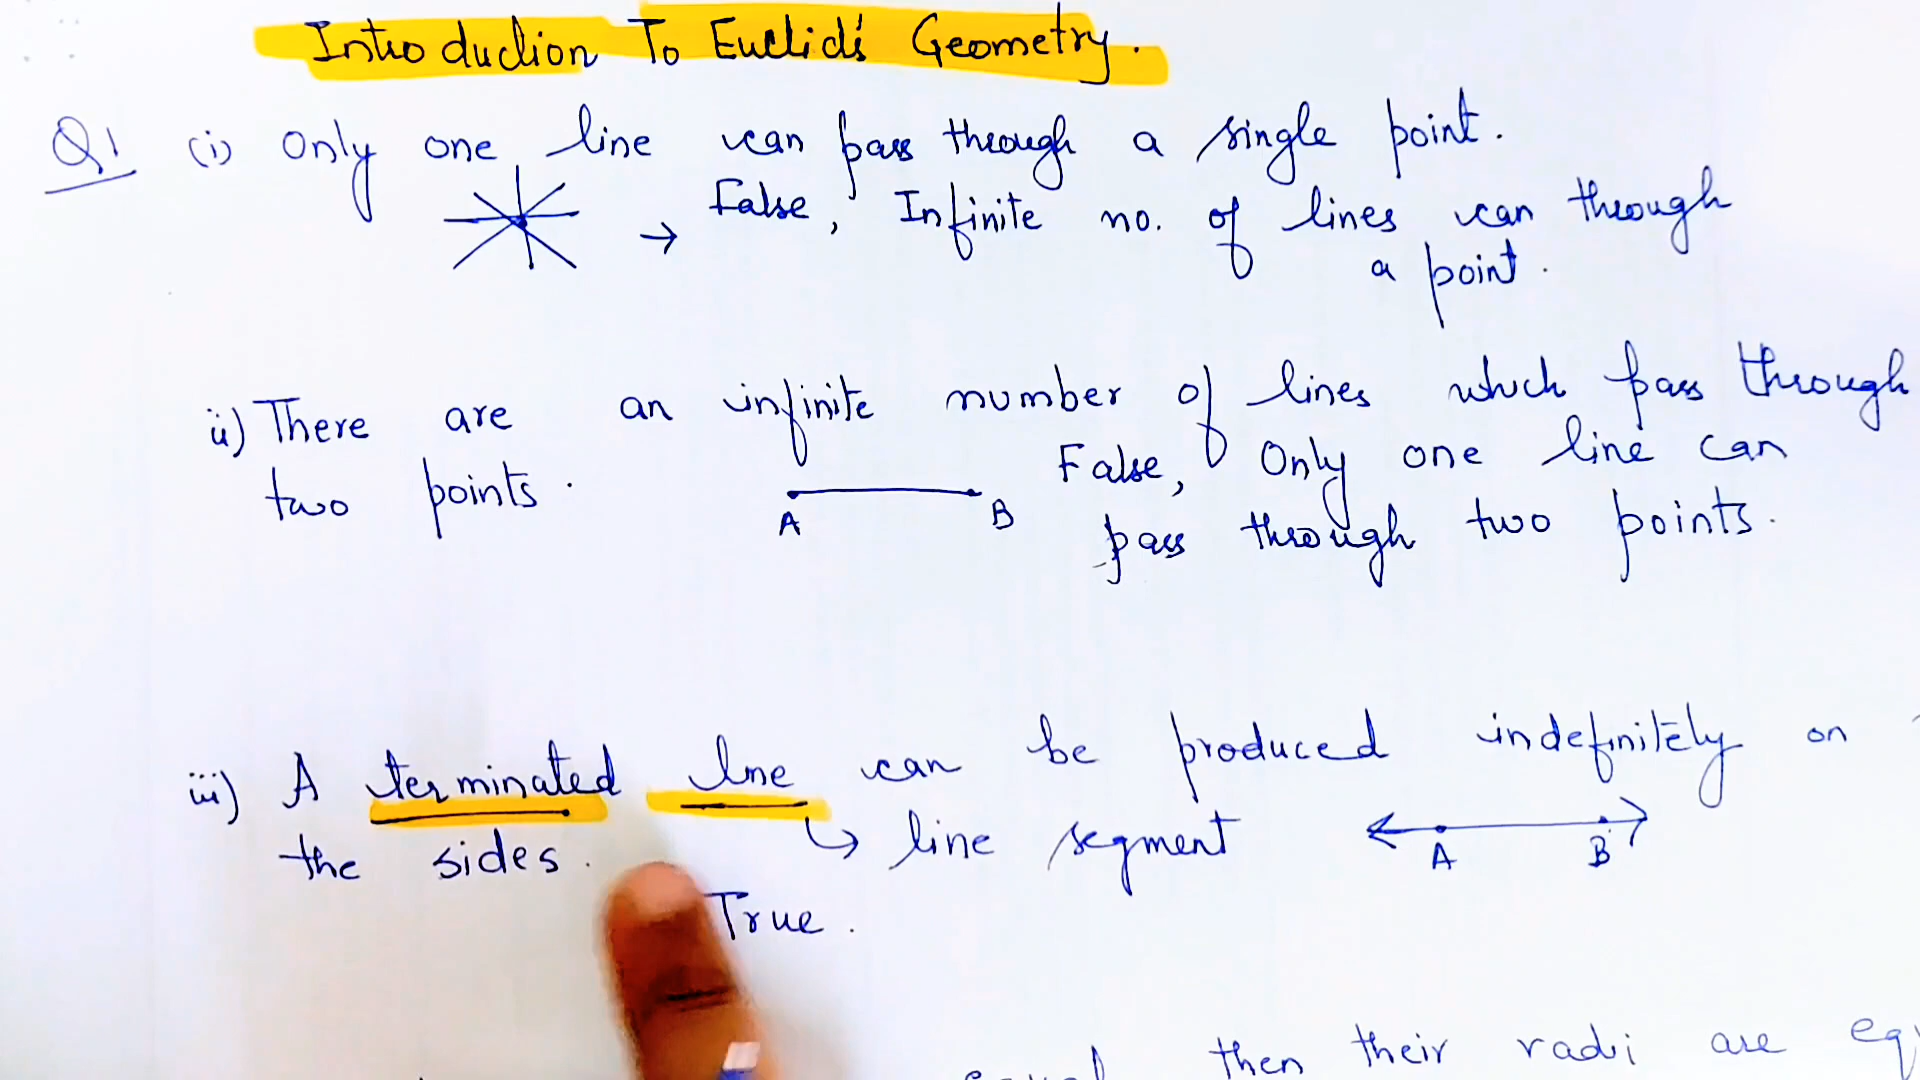 Introduction To Euclid's Geometry.
Q1 (i) Only one line can pass through a single point.
→ False, Infinite no. of lines can through
a point.
ii) There are an infinite number of lines which pass through
two points.
False, Only one line can
A B
pass through two points.
iii) A terminated line can be produced indefinitely on
the sides.
↳ line segment
A B
True.
then their radii are